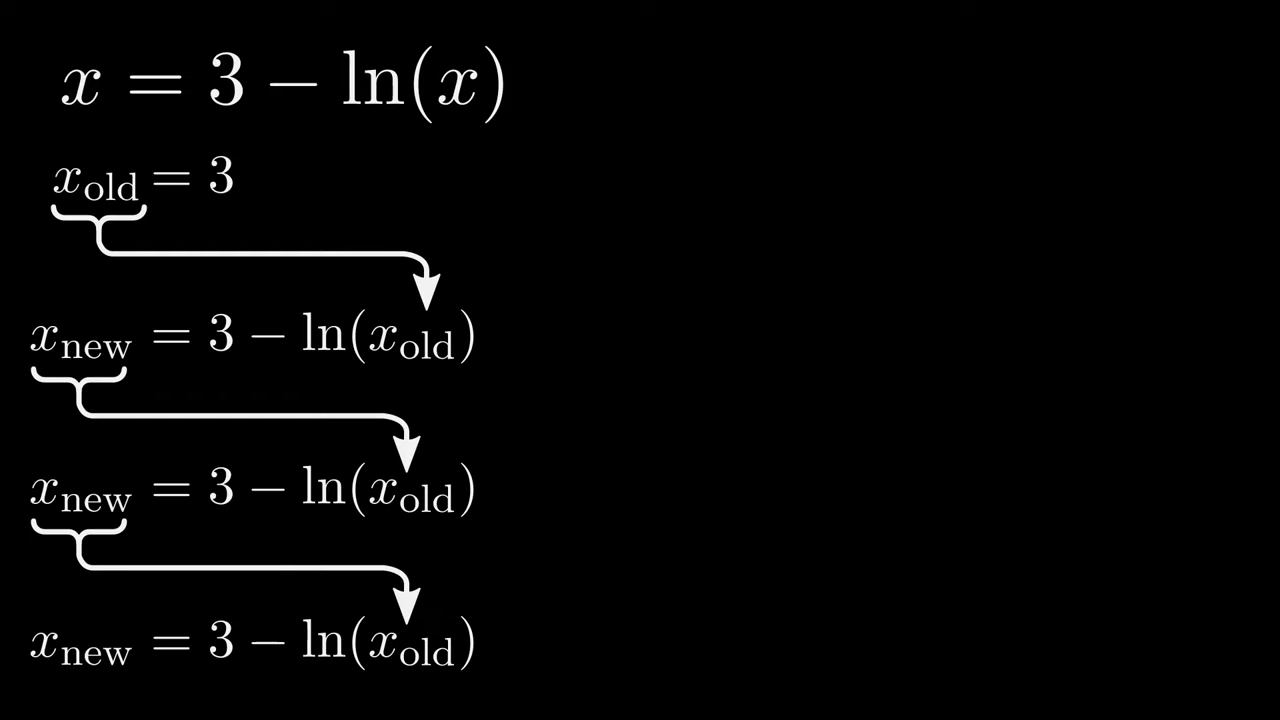 x = 3 − ln(x)
x_old = 3
x_new = 3 − ln(x_old)
x_new = 3 − ln(x_old)
x_new = 3 − ln(x_old)